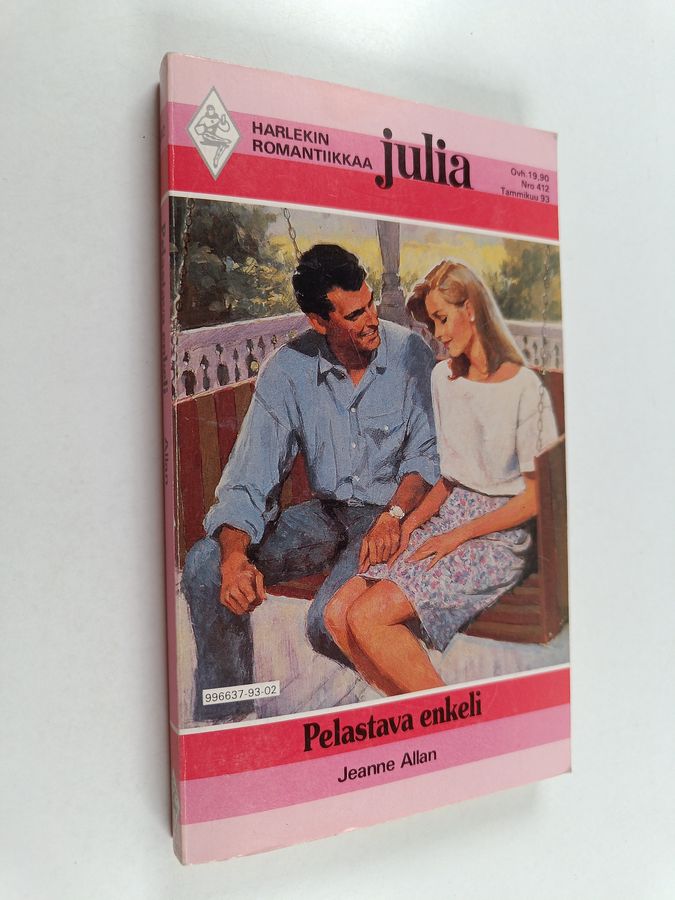 HARLEKIN
ROMANTIIKKAA
julia
Ovh. 19,90
Nro 412
Tammikuu 93
996637-93-02
Pelastava enkeli
Jeanne Allan